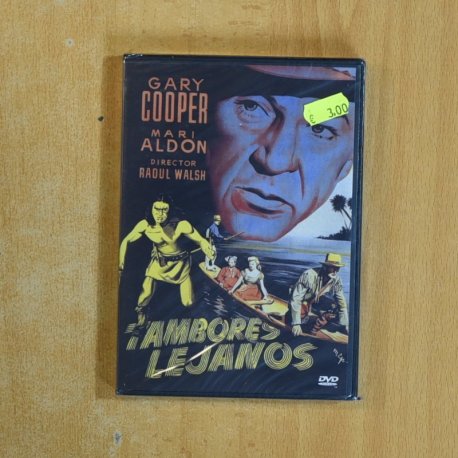 GARY
COOPER
MARI
ALDON
DIRECTOR
RAOUL WALSH
€ 3,00
TAMBORES
LEJANOS
DVD